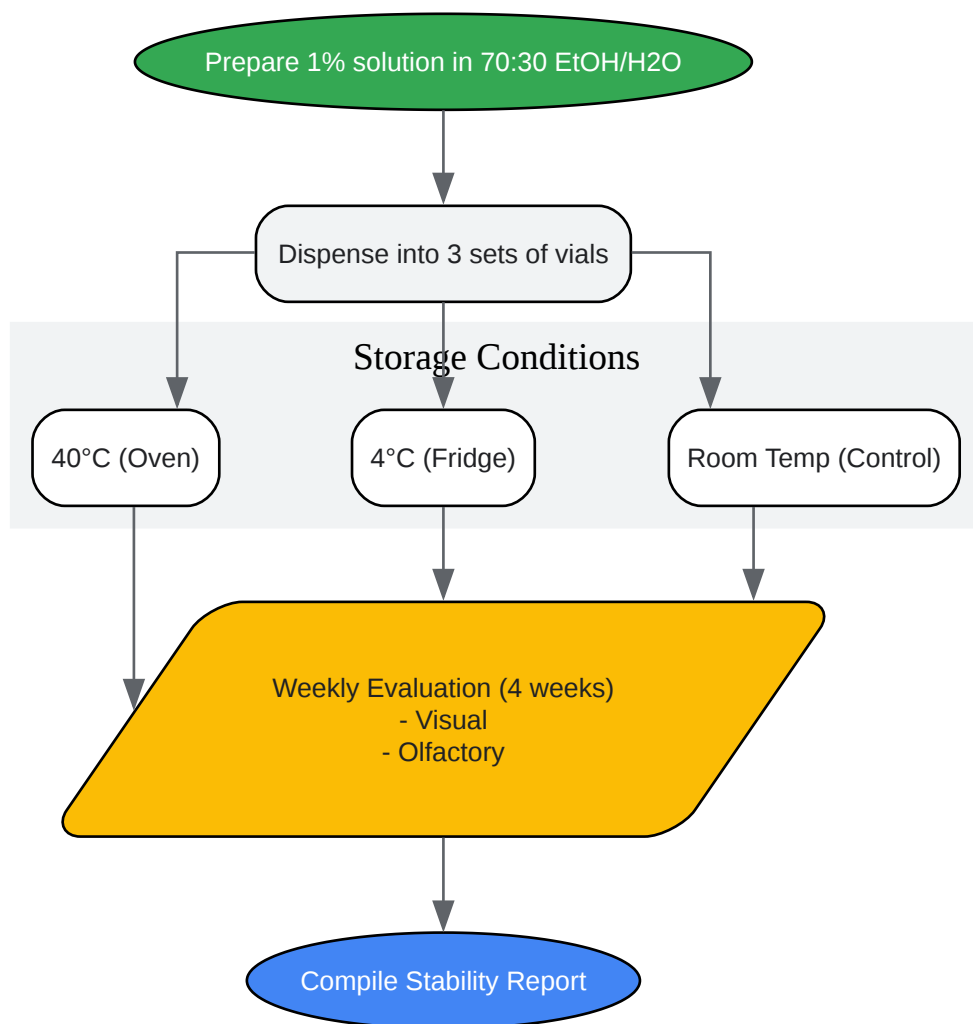 Prepare 1% solution in 70:30 EtOH/H2O
Dispense into 3 sets of vials
Storage Conditions
40°C (Oven)
4°C (Fridge)
Room Temp (Control)
Weekly Evaluation (4 weeks)
- Visual
- Olfactory
Compile Stability Report